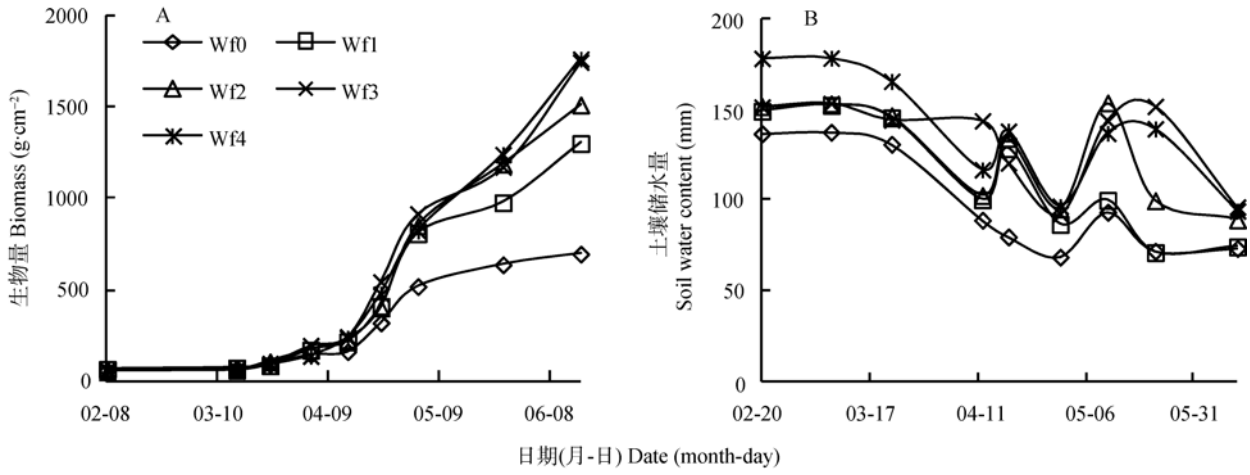 A
Wf0
Wf1
Wf2
Wf3
Wf4
生物量 Biomass (g·cm⁻²)
2000
1500
1000
500
0
02-08
03-10
04-09
05-09
06-08
B
土壤储水量
Soil water content (mm)
200
150
100
50
0
02-20
03-17
04-11
05-06
05-31
日期(月-日) Date (month-day)